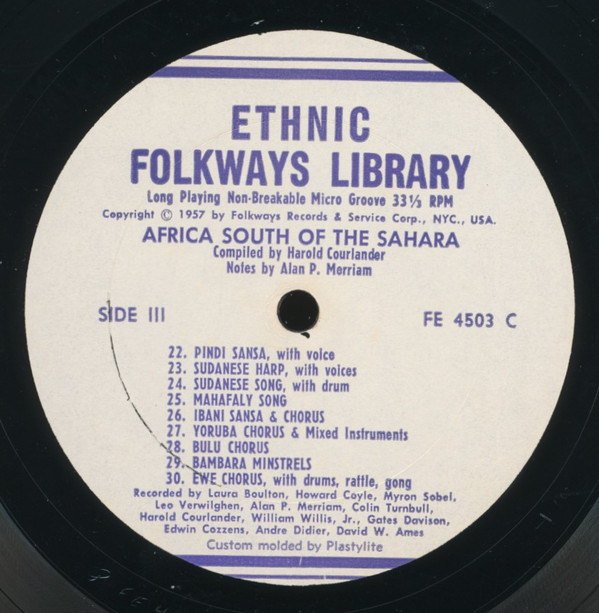 ETHNIC
FOLKWAYS LIBRARY
Long Playing Non-Breakable Micro Groove 33⅓ RPM
Copyright © 1957 by Folkways Records & Service Corp., NYC., USA.
AFRICA SOUTH OF THE SAHARA
Compiled by Harold Courlander
Notes by Alan P. Merriam
SIDE III
FE 4503 C
22. PINDI SANSA, with voice
23. SUDANESE HARP, with voices
24. SUDANESE SONG, with drum
25. MAHAFALY SONG
26. IBANI SANSA & CHORUS
27. YORUBA CHORUS & Mixed Instruments
28. BULU CHORUS
29. BAMBARA MINSTRELS
30. EWE CHORUS, with drums, rattle, gong
Recorded by Laura Boulton, Howard Coyle, Myron Sobel,
Leo Verwilghen, Alan P. Merriam, Colin Turnbull,
Harold Courlander, William Willis, Jr., Gates Davison,
Edwin Cozzens, Andre Didier, David W. Ames
Custom molded by Plastylite